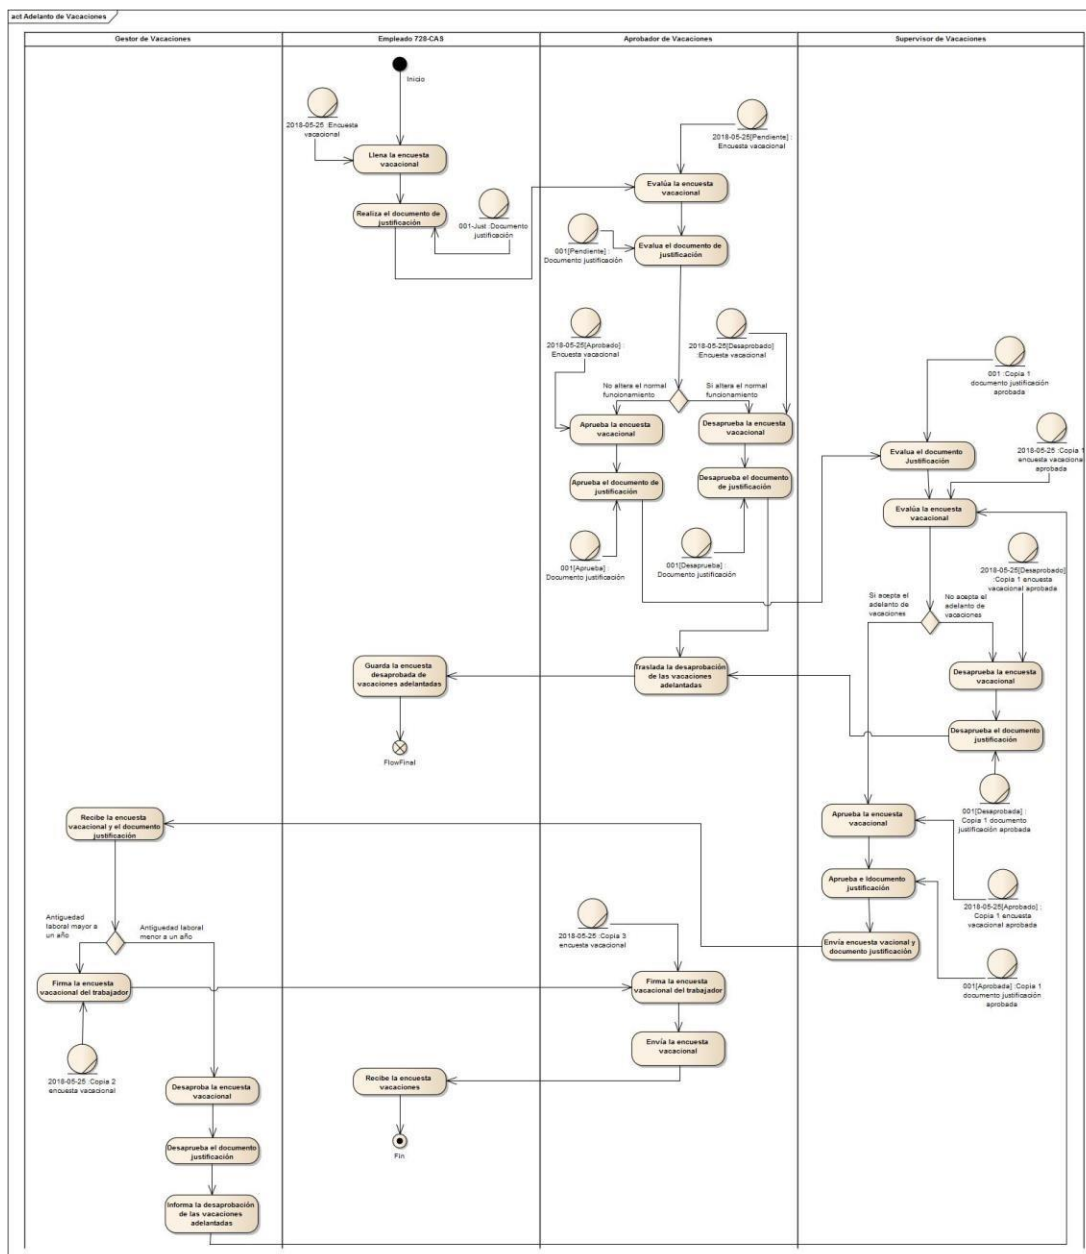 act Adelanto de Vacaciones
Gestor de Vacaciones
Empleado 728-CAS
Aprobador de Vacaciones
Supervisor de Vacaciones
Inicio
2018-05-25 :Encuesta
vacacional
Llena la encuesta
vacacional
Realiza el documento de
justificación
001-Just :Documento
justificación
2018-05-25[Pendiente] :
Encuesta vacacional
Evalúa la encuesta
vacacional
001[Pendiente] :
Documento justificación
Evalua el documento de
justificación
2018-05-25[Aprobado] :
Encuesta vacacional
2018-05-25[Desaprobado]
:Encuesta vacacional
No altera el normal
funcionamiento
Si altera el normal
funcionamiento
Aprueba la encuesta
vacacional
Desaprueba la encuesta
vacacional
Aprueba el documento de
justificación
Desaprueba el documento
de justificación
001[Aprueba] :
Documento justificación
001[Desaprueba] :
Documento justificación
001 :Copia 1
documento justificación
aprobada
2018-05-25 :Copia 1
encuesta vacacional
aprobada
Evalua el documento
Justificación
Evalúa la encuesta
vacacional
2018-05-25[Desaprobado]
:Copia 1 encuesta
vacacional aprobada
Si acepta el
adelanto de
vacaciones
No acepta el
adelanto de
vacaciones
Guarda la encuesta
desaprobada de
vacaciones adelantadas
Traslada la desaprobación
de las vacaciones
adelantadas
Desaprueba la encuesta
vacacional
Desaprueba el documento
justificación
FlowFinal
001[Desaprobada] :
Copia 1 documento
justificación aprobada
Recibe la encuesta
vacacional y el documento
justificación
Aprueba la encuesta
vacacional
Aprueba e ldocumento
justificación
2018-05-25[Aprobado] :
Copia 1 encuesta
vacacional aprobada
Envía encuesta vacional y
documento justificación
001[Aprobada] :Copia 1
documento justificación
aprobada
Antiguedad
laboral mayor a
un año
Antiguedad laboral
menor a un año
2018-05-25 :Copia 3
encuesta vacacional
Firma la encuesta
vacacional del trabajador
Firma la encuesta
vacacional del trabajador
Envía la encuesta
vacacional
2018-05-25 :Copia 2
encuesta vacacional
Recibe la encuesta
vacaciones
Fin
Desaproba la encuesta
vacacional
Desaprueba el documento
justificación
Informa la desaprobación
de las vacaciones
adelantadas